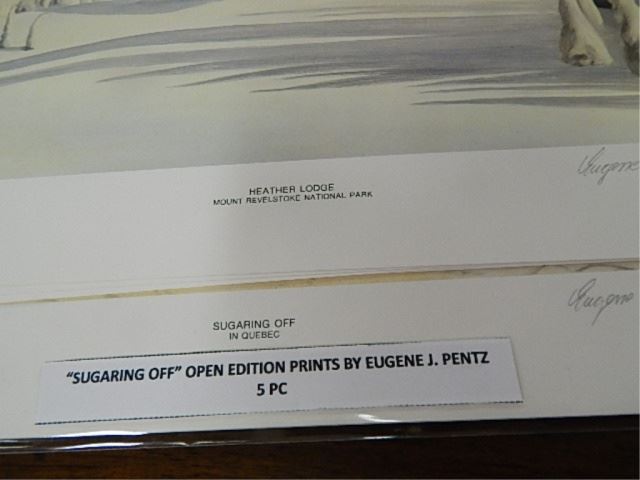 HEATHER LODGE
MOUNT REVELSTOKE NATIONAL PARK
Eugene
SUGARING OFF
IN QUEBEC
Eugene
"SUGARING OFF" OPEN EDITION PRINTS BY EUGENE J. PENTZ
5 PC